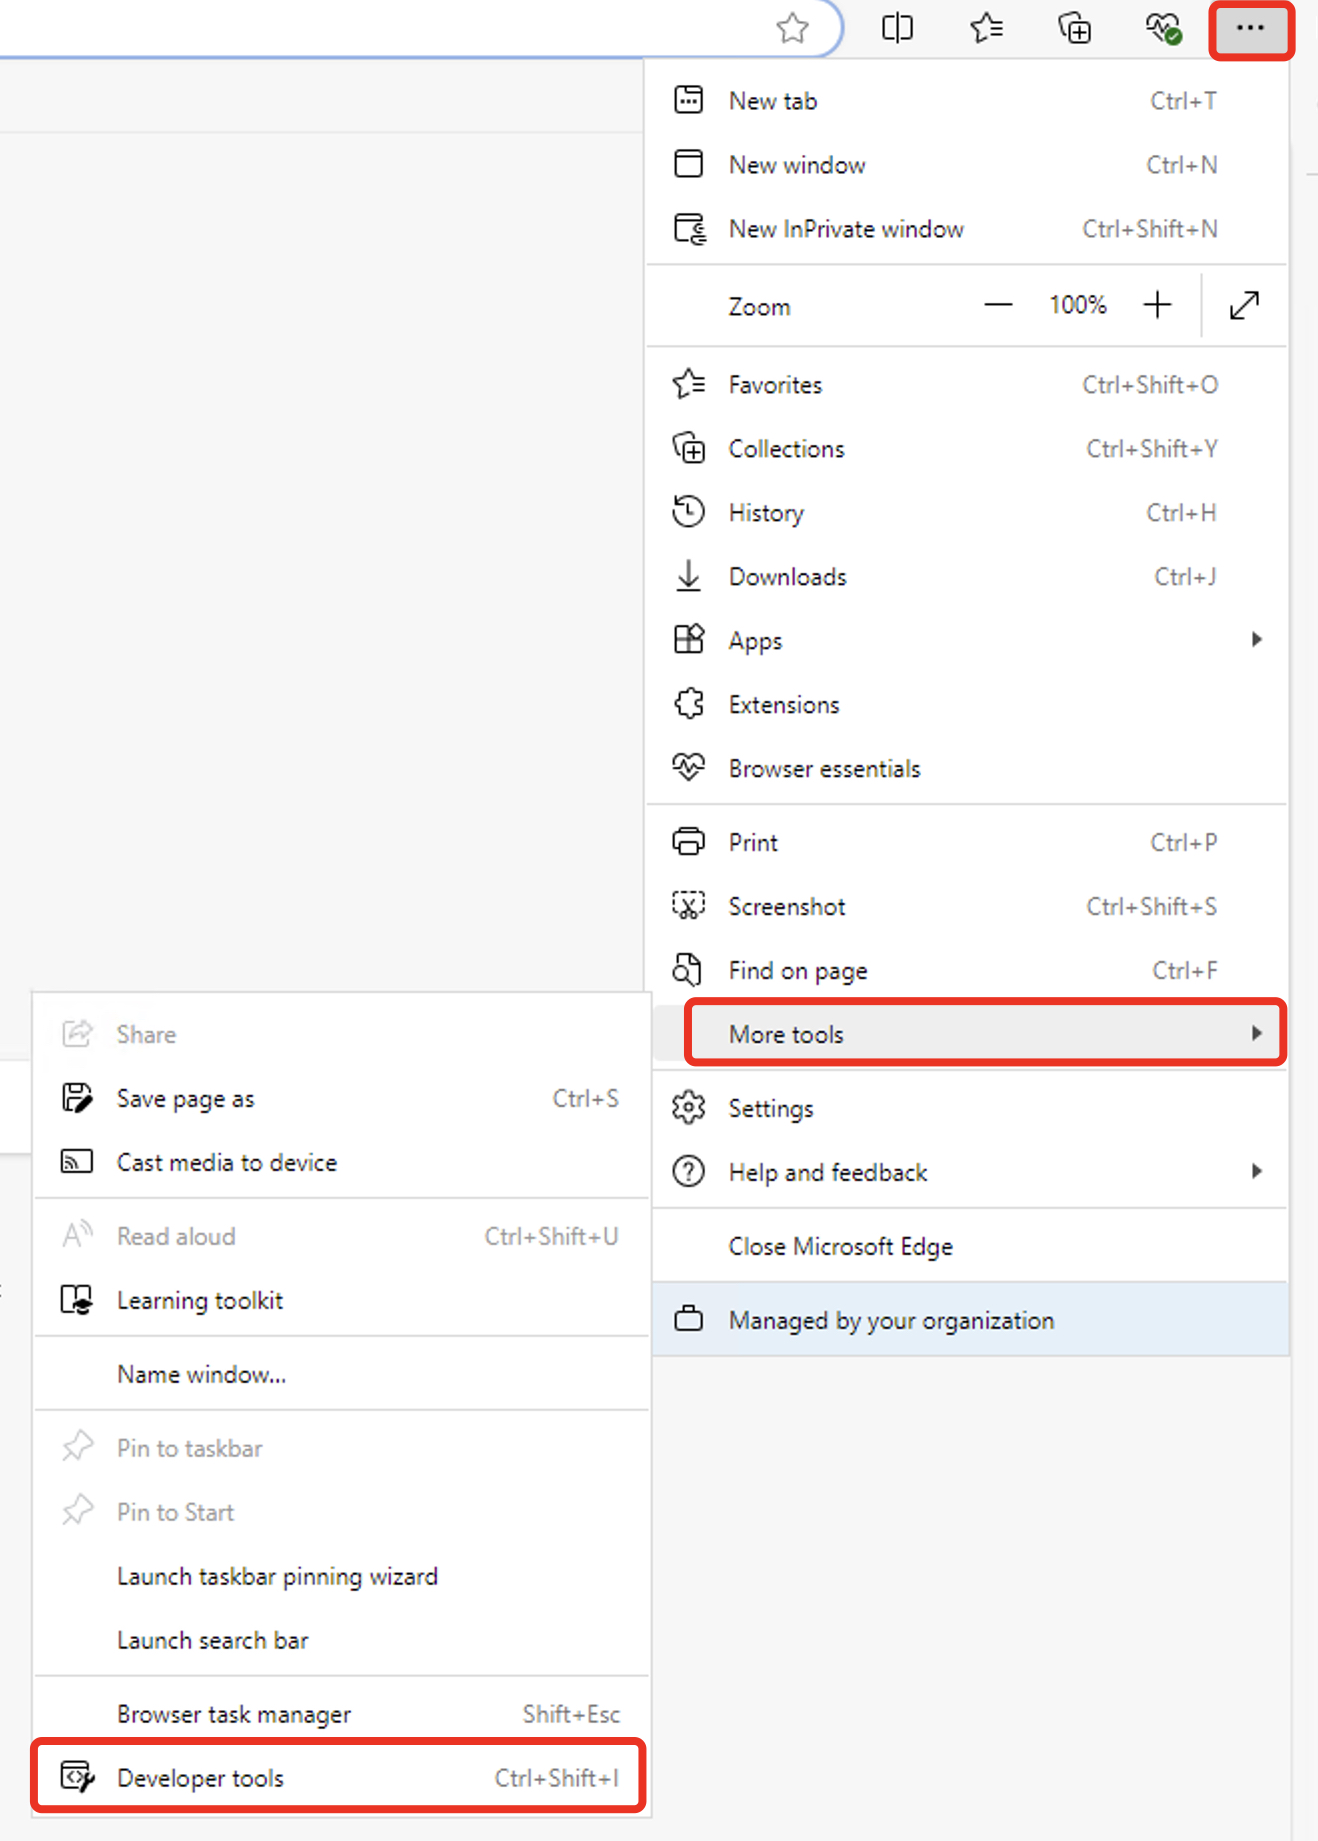 New tab Ctrl+T
New window Ctrl+N
New InPrivate window Ctrl+Shift+N
Zoom 100%
Favorites Ctrl+Shift+O
Collections Ctrl+Shift+Y
History Ctrl+H
Downloads Ctrl+J
Apps
Extensions
Browser essentials
Print Ctrl+P
Screenshot Ctrl+Shift+S
Find on page Ctrl+F
More tools
Settings
Help and feedback
Close Microsoft Edge
Managed by your organization
Share
Save page as Ctrl+S
Cast media to device
Read aloud Ctrl+Shift+U
Learning toolkit
Name window...
Pin to taskbar
Pin to Start
Launch taskbar pinning wizard
Launch search bar
Browser task manager Shift+Esc
Developer tools Ctrl+Shift+I